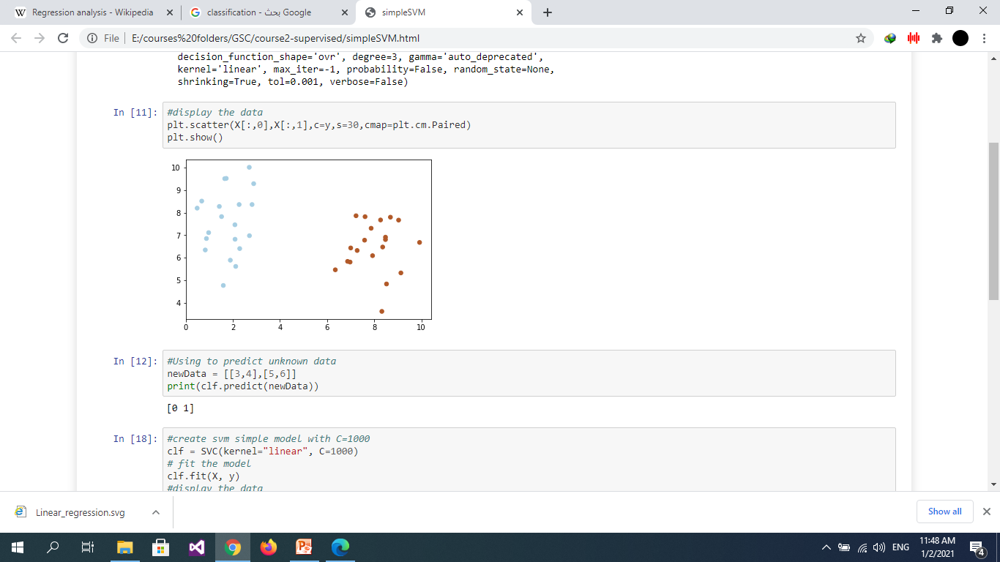 Regression analysis - Wikipedia
classification - بحث Google
simpleSVM
File
E:/courses%20folders/GSC/course2-supervised/simpleSVM.html
decision_function_shape='ovr', degree=3, gamma='auto_deprecated',
kernel='linear', max_iter=-1, probability=False, random_state=None,
shrinking=True, tol=0.001, verbose=False)
In [11]:
#display the data
plt.scatter(X[:,0],X[:,1],c=y,s=30,cmap=plt.cm.Paired)
plt.show()
10
9
8
7
6
5
4
0 2 4 6 8 10
In [12]:
#Using to predict unknown data
newData = [[3,4],[5,6]]
print(clf.predict(newData))
[0 1]
In [18]:
#create svm simple model with C=1000
clf = SVC(kernel="linear", C=1000)
# fit the model
clf.fit(X, y)
#display the data
Linear_regression.svg
Show all
ENG
11:48 AM
1/2/2021
4